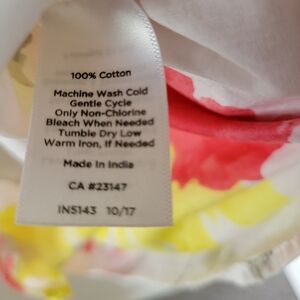 100% Cotton
Machine Wash Cold
Gentle Cycle
Only Non-Chlorine
Bleach When Needed
Tumble Dry Low
Warm Iron, If Needed
Made In India
CA #23147
IN5143 10/17